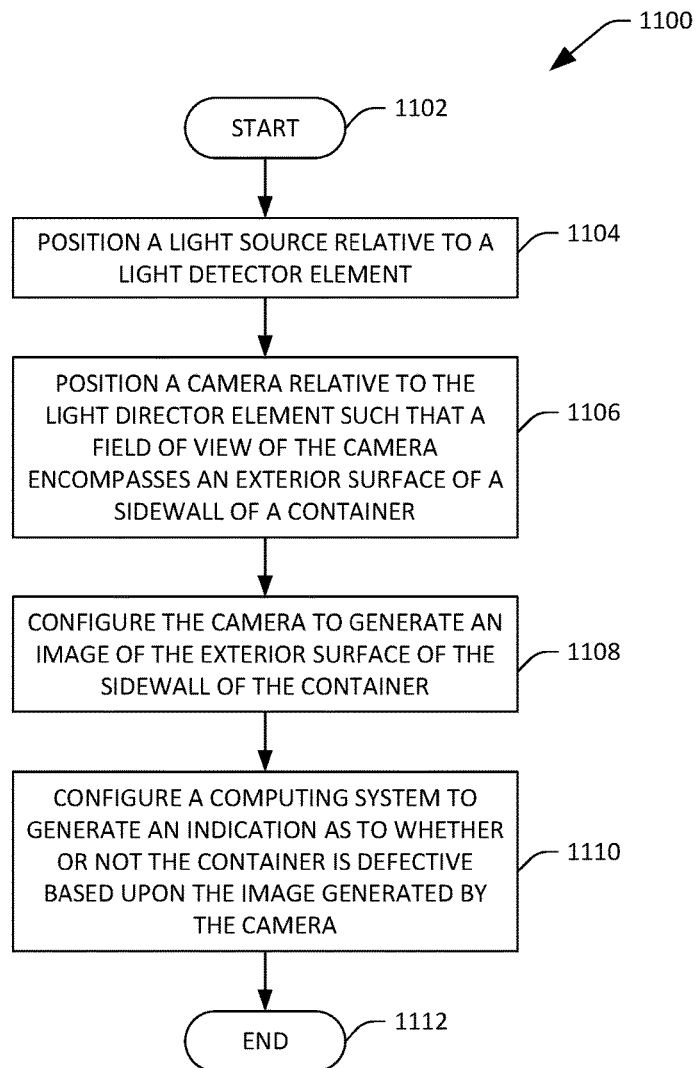 1100
START
1102
POSITION A LIGHT SOURCE RELATIVE TO A
LIGHT DETECTOR ELEMENT
1104
POSITION A CAMERA RELATIVE TO THE
LIGHT DIRECTOR ELEMENT SUCH THAT A
FIELD OF VIEW OF THE CAMERA
ENCOMPASSES AN EXTERIOR SURFACE OF A
SIDEWALL OF A CONTAINER
1106
CONFIGURE THE CAMERA TO GENERATE AN
IMAGE OF THE EXTERIOR SURFACE OF THE
SIDEWALL OF THE CONTAINER
1108
CONFIGURE A COMPUTING SYSTEM TO
GENERATE AN INDICATION AS TO WHETHER
OR NOT THE CONTAINER IS DEFECTIVE
BASED UPON THE IMAGE GENERATED BY
THE CAMERA
1110
END
1112